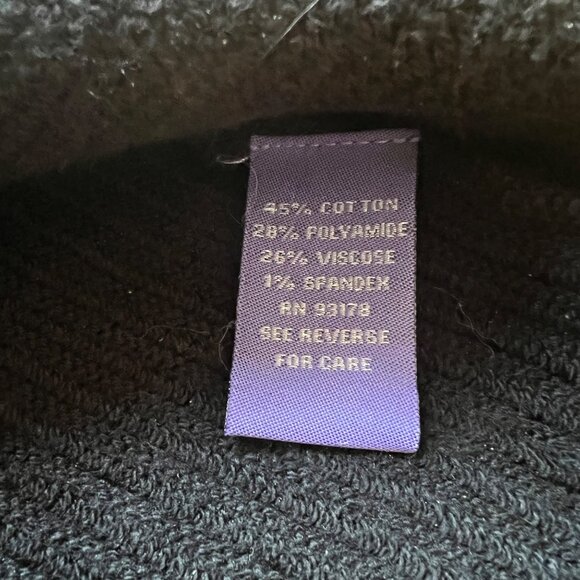 45% COTTON
28% POLYAMIDE
26% VISCOSE
1% SPANDEX
RN 93178
SEE REVERSE
FOR CARE